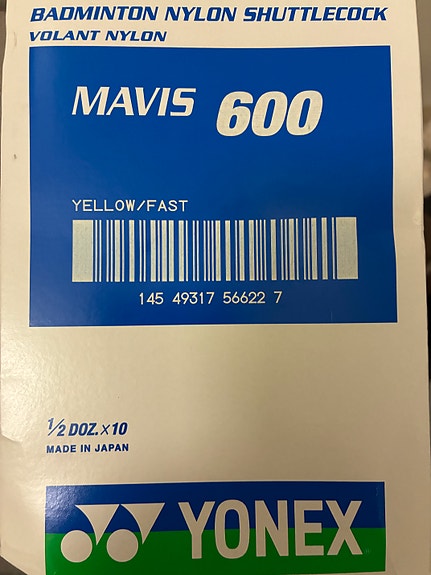 BADMINTON NYLON SHUTTLECOCK
VOLANT NYLON
MAVIS 600
YELLOW/FAST
145 49317 56622 7
1/2 DOZ.×10
MADE IN JAPAN
YONEX